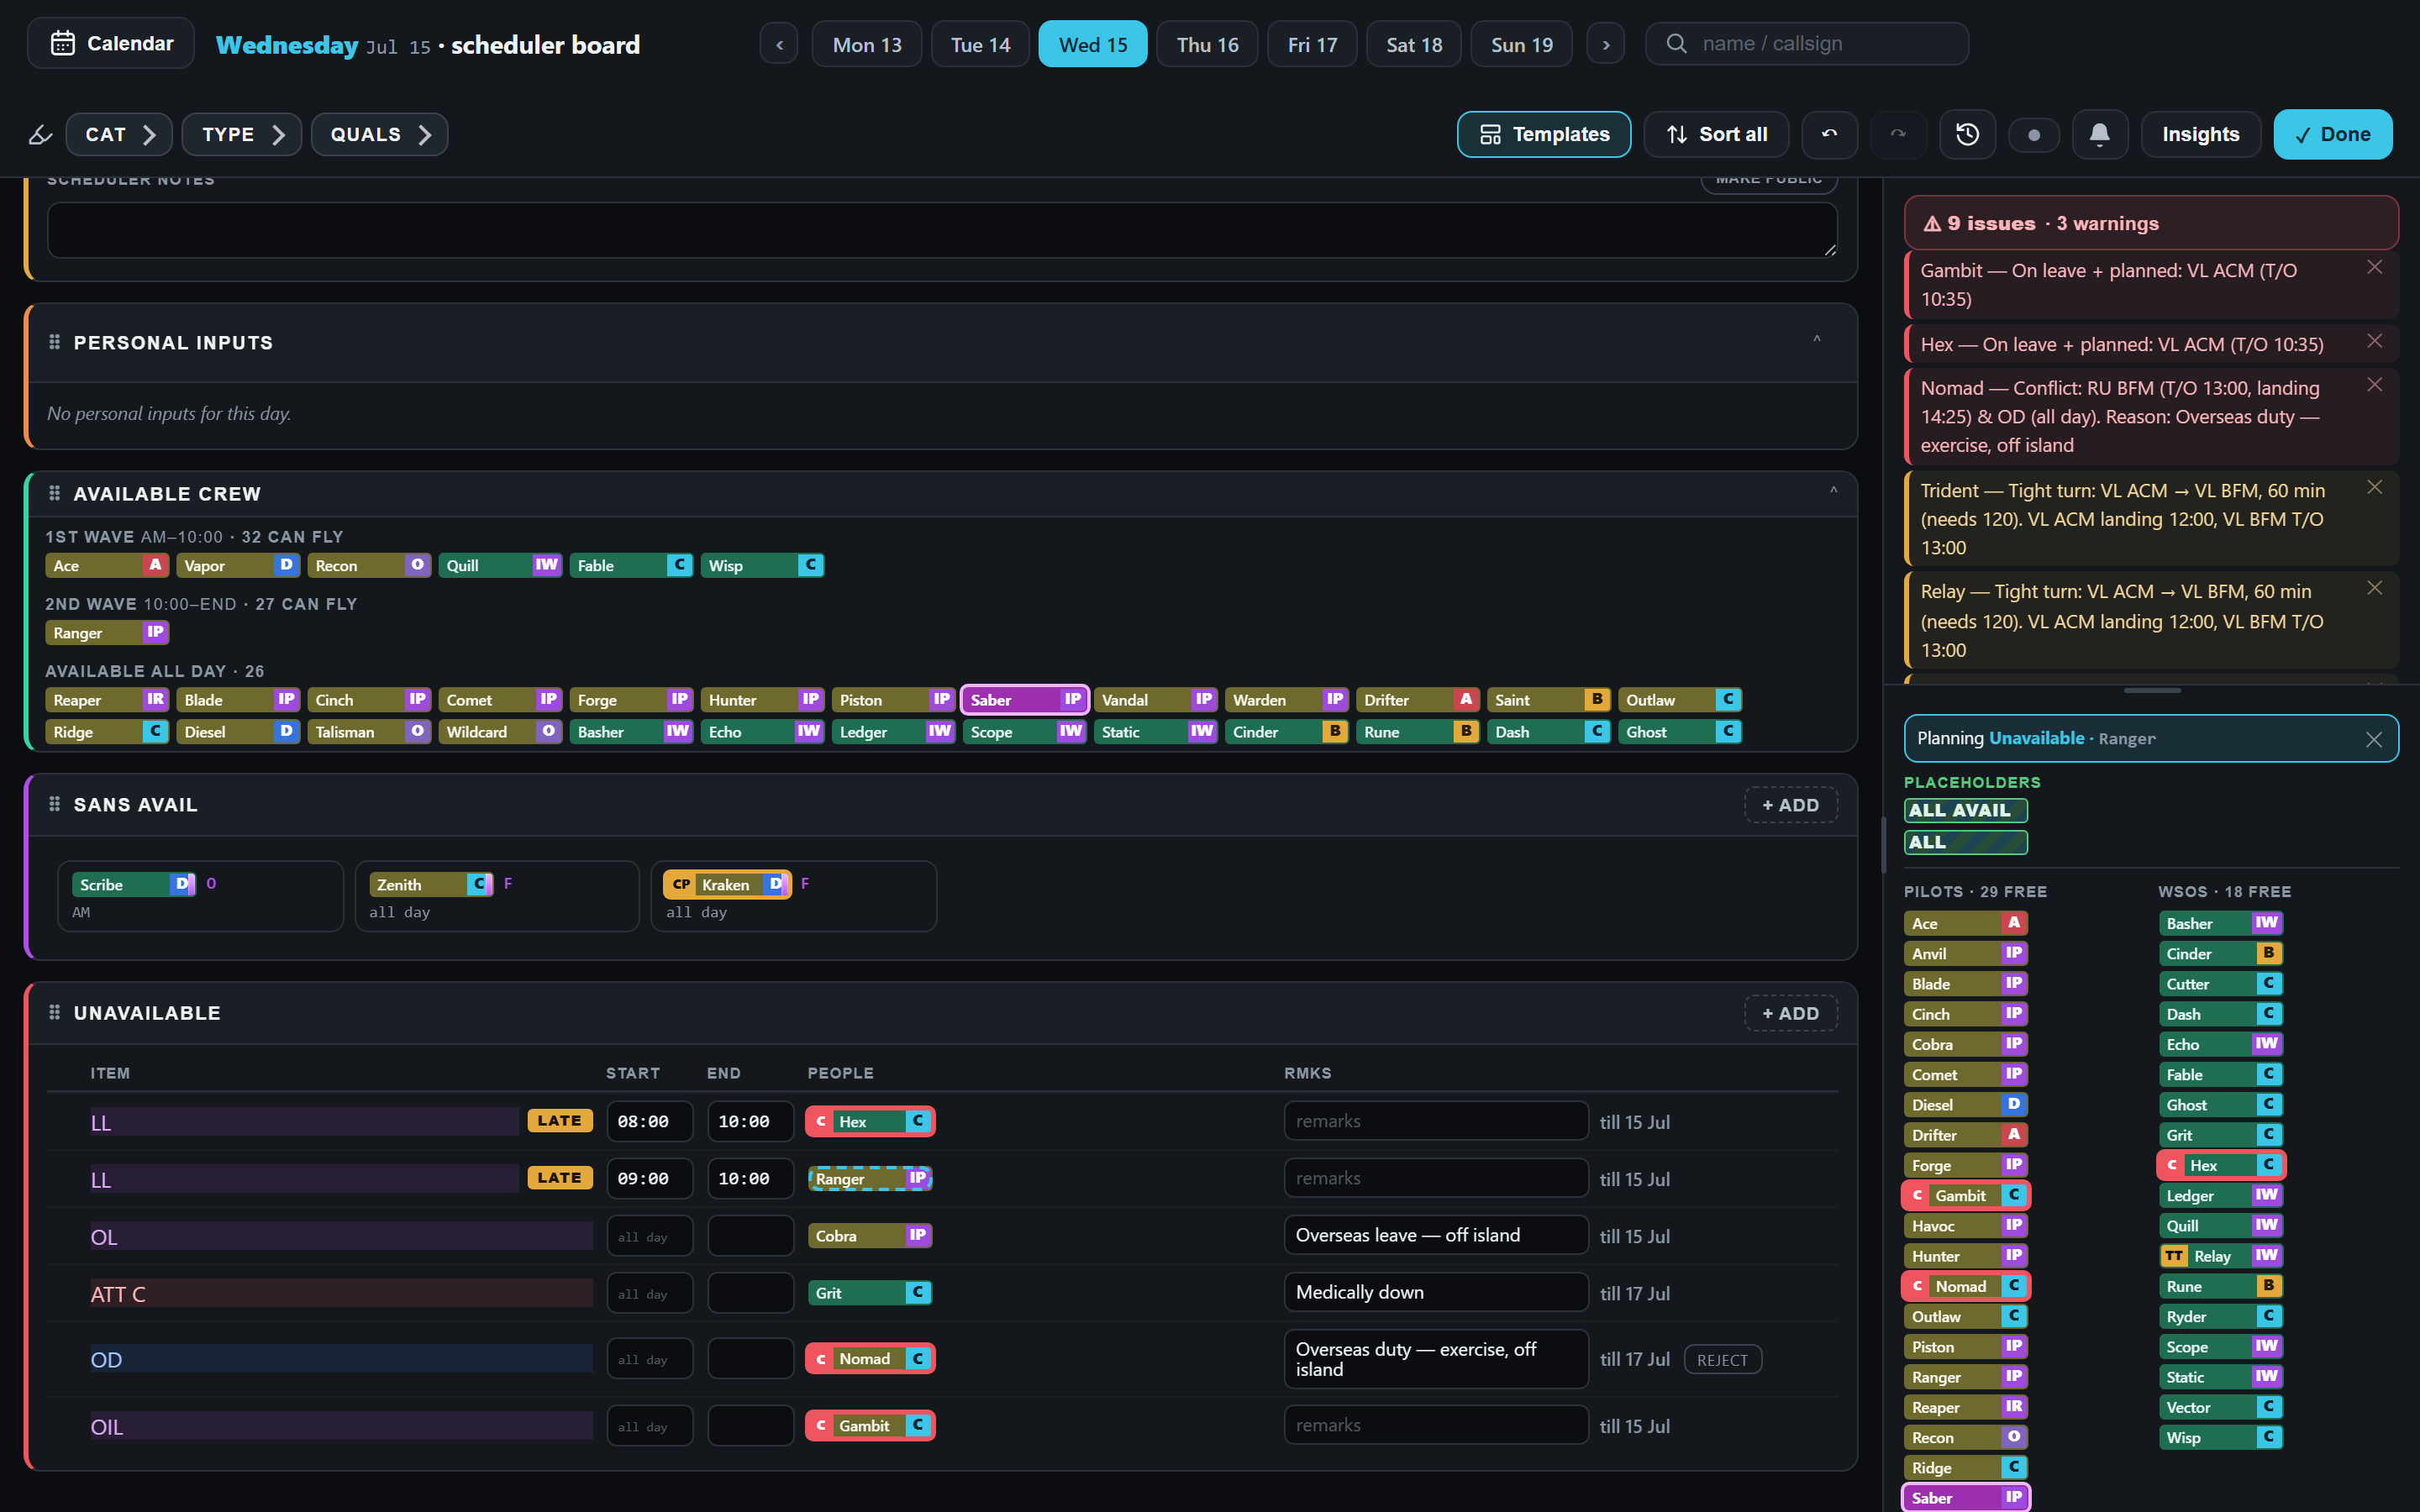 Calendar
Wednesday Jul 15 · scheduler board
‹
Mon 13
Tue 14
Wed 15
Thu 16
Fri 17
Sat 18
Sun 19
›
name / callsign
CAT
TYPE
QUALS
Templates
Sort all
Insights
✓ Done
SCHEDULER NOTES
MAKE PUBLIC
PERSONAL INPUTS
No personal inputs for this day.
AVAILABLE CREW
1ST WAVE AM–10:00 · 32 CAN FLY
Ace A
Vapor D
Recon O
Quill IW
Fable C
Wisp C
2ND WAVE 10:00–END · 27 CAN FLY
Ranger IP
AVAILABLE ALL DAY · 26
Reaper IR
Blade IP
Cinch IP
Comet IP
Forge IP
Hunter IP
Piston IP
Saber IP
Vandal IP
Warden IP
Drifter A
Saint B
Outlaw C
Ridge C
Diesel D
Talisman O
Wildcard O
Basher IW
Echo IW
Ledger IW
Scope IW
Static IW
Cinder B
Rune B
Dash C
Ghost C
SANS AVAIL
+ ADD
Scribe D O
AM
Zenith C F
all day
CP Kraken D F
all day
UNAVAILABLE
+ ADD
ITEM START END PEOPLE RMKS
LL LATE 08:00 10:00 C Hex C remarks till 15 Jul
LL LATE 09:00 10:00 Ranger IP remarks till 15 Jul
OL all day Cobra IP Overseas leave — off island till 15 Jul
ATT C all day Grit C Medically down till 17 Jul
OD all day C Nomad C Overseas duty — exercise, off
island till 17 Jul REJECT
OIL all day C Gambit C remarks till 15 Jul
⚠ 9 issues · 3 warnings
Gambit — On leave + planned: VL ACM (T/O
10:35)
Hex — On leave + planned: VL ACM (T/O 10:35)
Nomad — Conflict: RU BFM (T/O 13:00, landing
14:25) & OD (all day). Reason: Overseas duty —
exercise, off island
Trident — Tight turn: VL ACM → VL BFM, 60 min
(needs 120). VL ACM landing 12:00, VL BFM T/O
13:00
Relay — Tight turn: VL ACM → VL BFM, 60 min
(needs 120). VL ACM landing 12:00, VL BFM T/O
13:00
Planning Unavailable · Ranger
PLACEHOLDERS
ALL AVAIL
ALL
PILOTS · 29 FREE
Ace A
Anvil IP
Blade IP
Cinch IP
Cobra IP
Comet IP
Diesel D
Drifter A
Forge IP
C Gambit C
Havoc IP
Hunter IP
C Nomad C
Outlaw C
Piston IP
Ranger IP
Reaper IR
Recon O
Ridge C
Saber IP
WSOS · 18 FREE
Basher IW
Cinder B
Cutter C
Dash C
Echo IW
Fable C
Ghost C
Grit C
C Hex C
Ledger IW
Quill IW
TT Relay IW
Rune B
Ryder C
Scope IW
Static IW
Vector C
Wisp C